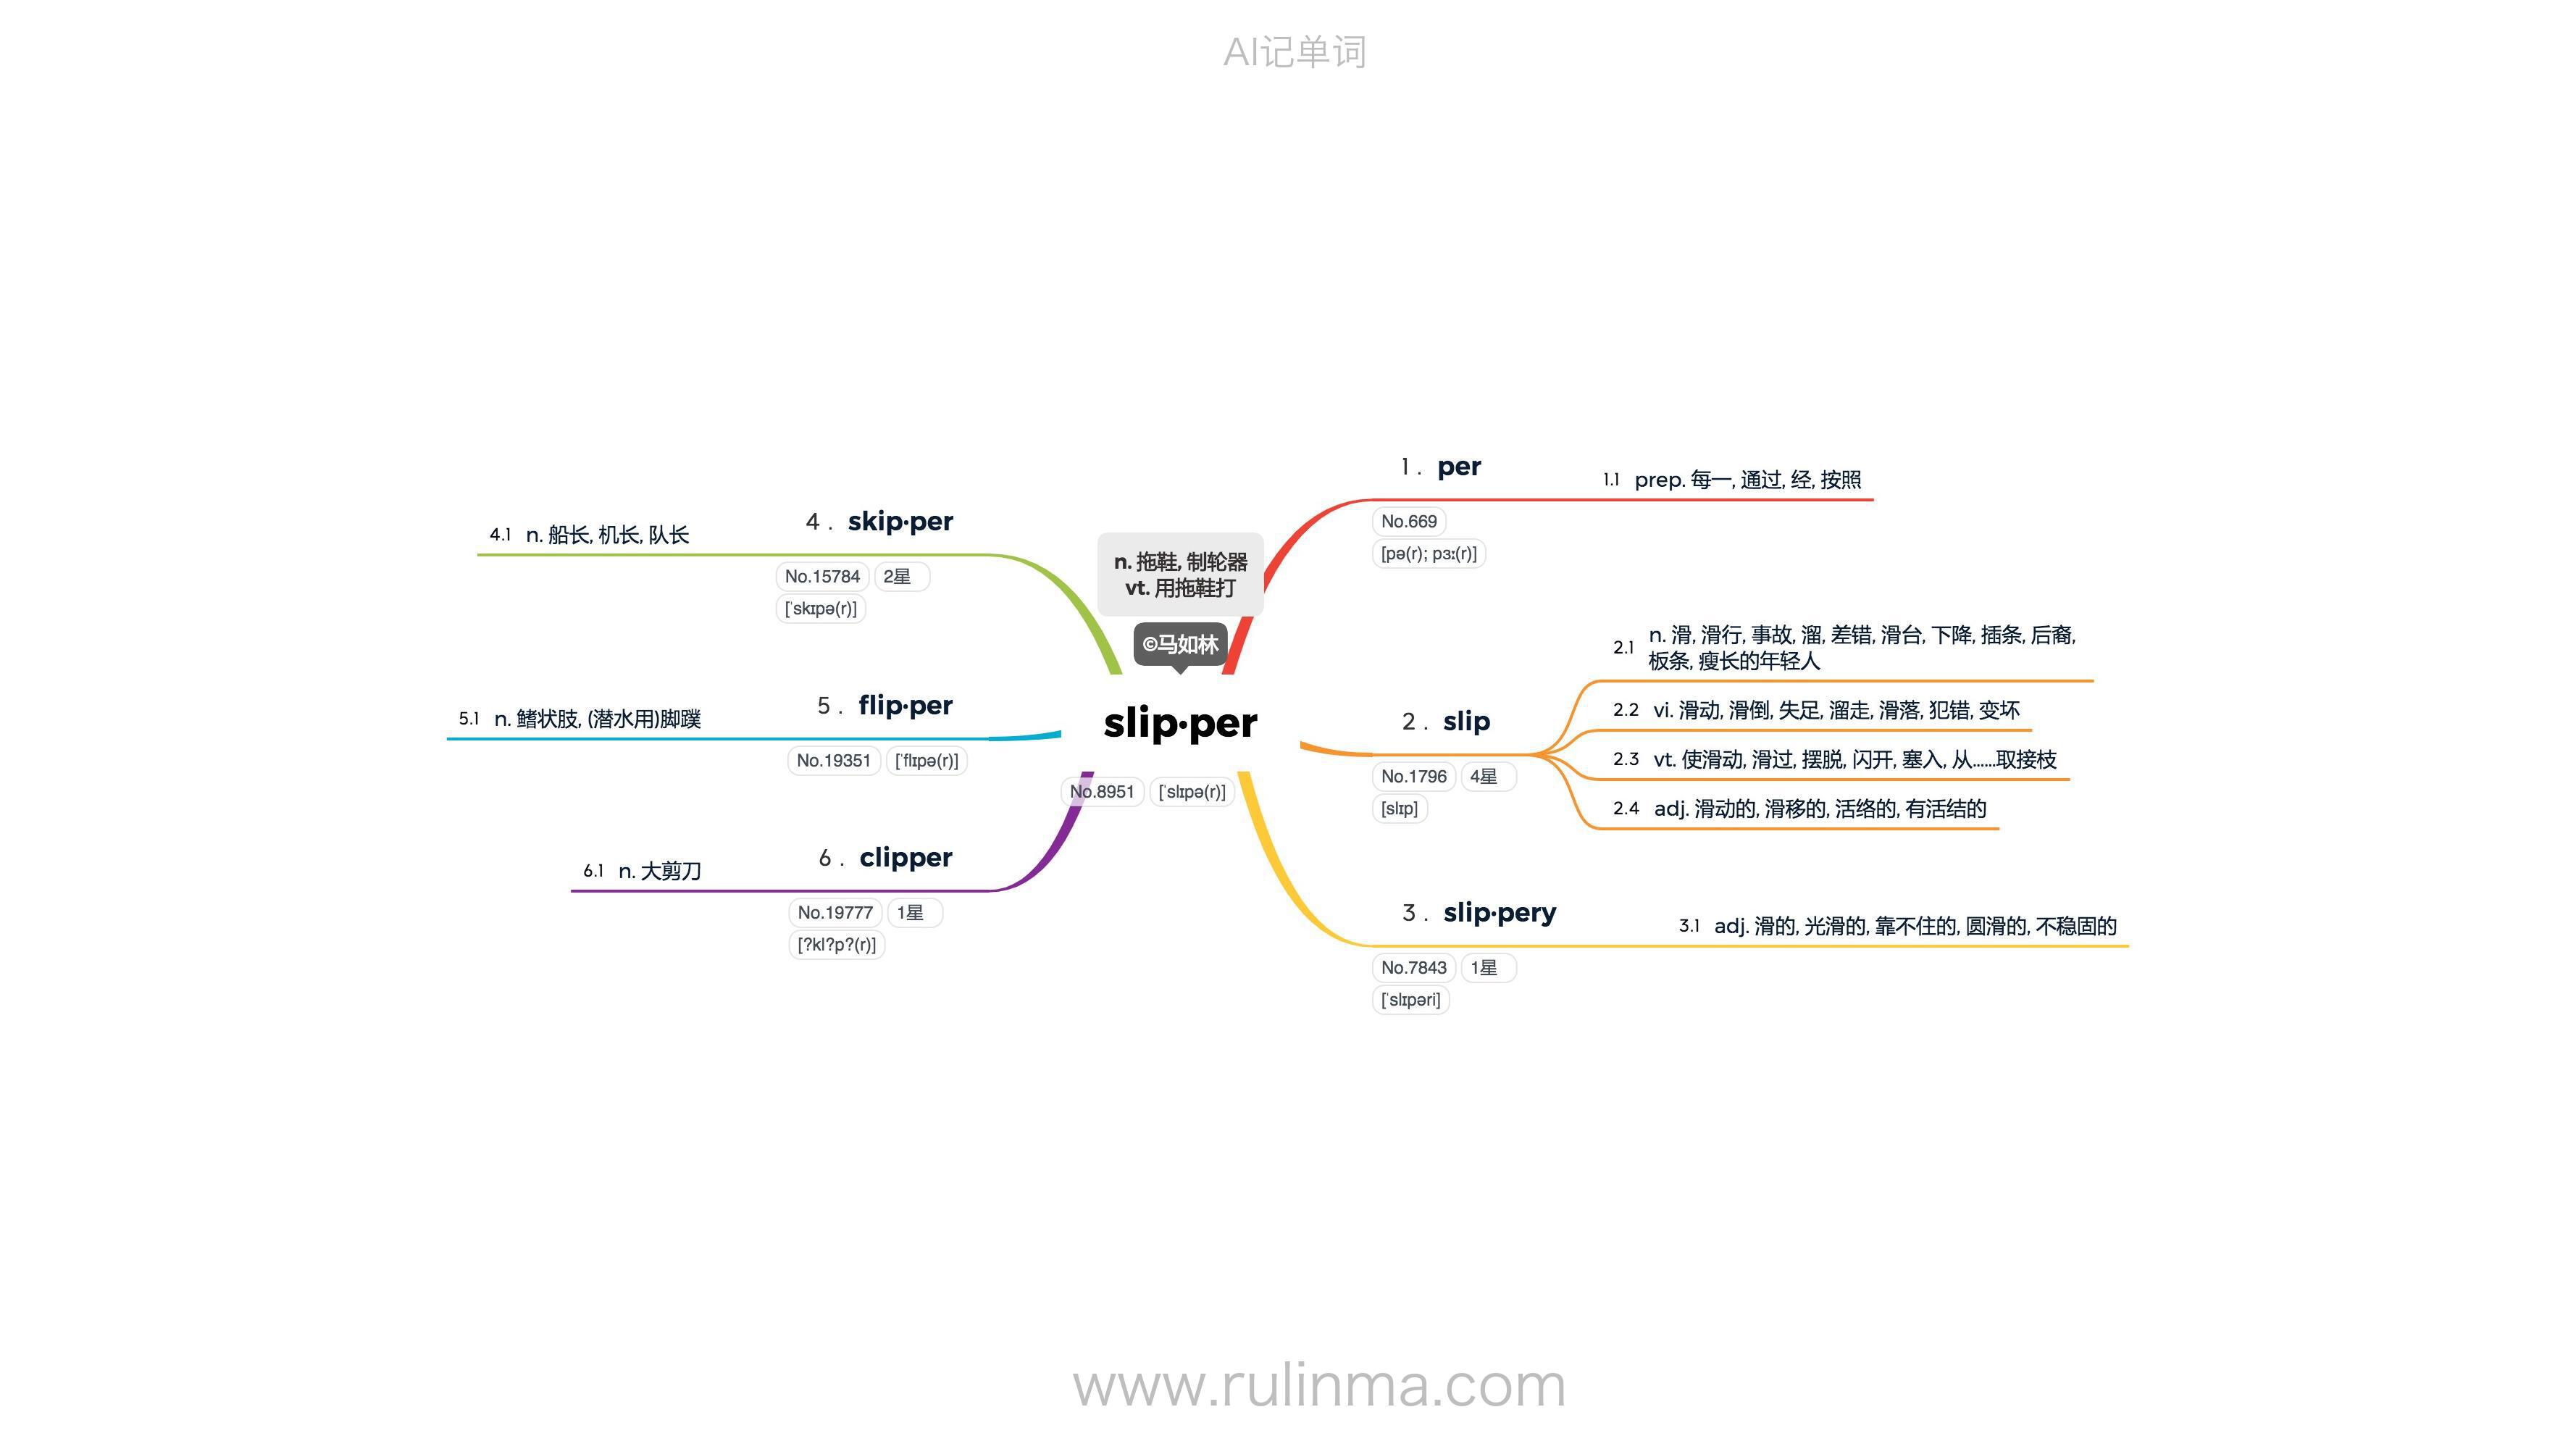 AI记单词
n. 拖鞋, 制轮器
vt. 用拖鞋打
©马如林
slip·per
No.8951 [ˈslɪpə(r)]
1 . per
No.669
[pə(r); pɜː(r)]
1.1 prep. 每一, 通过, 经, 按照
2 . slip
No.1796 4星
[slɪp]
2.1 n. 滑, 滑行, 事故, 溜, 差错, 滑台, 下降, 插条, 后裔,
板条, 瘦长的年轻人
2.2 vi. 滑动, 滑倒, 失足, 溜走, 滑落, 犯错, 变坏
2.3 vt. 使滑动, 滑过, 摆脱, 闪开, 塞入, 从......取接枝
2.4 adj. 滑动的, 滑移的, 活络的, 有活结的
3 . slip·pery
No.7843 1星
[ˈslɪpəri]
3.1 adj. 滑的, 光滑的, 靠不住的, 圆滑的, 不稳固的
4 . skip·per
No.15784 2星
[ˈskɪpə(r)]
4.1 n. 船长, 机长, 队长
5 . flip·per
No.19351 [ˈflɪpə(r)]
5.1 n. 鳍状肢, (潜水用)脚蹼
6 . clipper
No.19777 1星
[?kl?p?(r)]
6.1 n. 大剪刀
www.rulinma.com